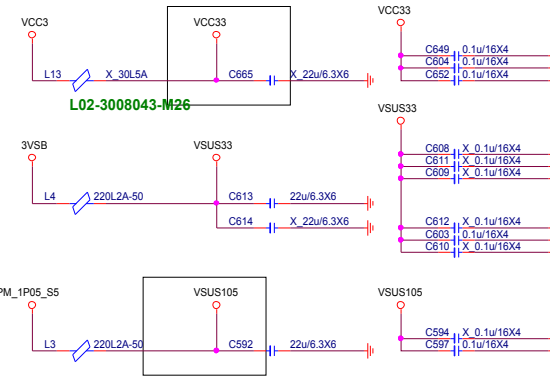 VCC3 VCC33 VCC33
C649 0.1u/16X4
C604 0.1u/16X4
L13 X_30L5A C665 X_22u/6.3X6 C652 0.1u/16X4
L02-3008043-M26
VSUS33
3VSB VSUS33 C608 X_0.1u/16X4
C611 X_0.1u/16X4
C609 X_0.1u/16X4
L4 220L2A-50 C613 22u/6.3X6
C614 X_22u/6.3X6 C612 X_0.1u/16X4
C603 0.1u/16X4
C610 X_0.1u/16X4
PM_1P05_S5 VSUS105 VSUS105
C594 X_0.1u/16X4
L3 220L2A-50 C592 22u/6.3X6 C597 0.1u/16X4